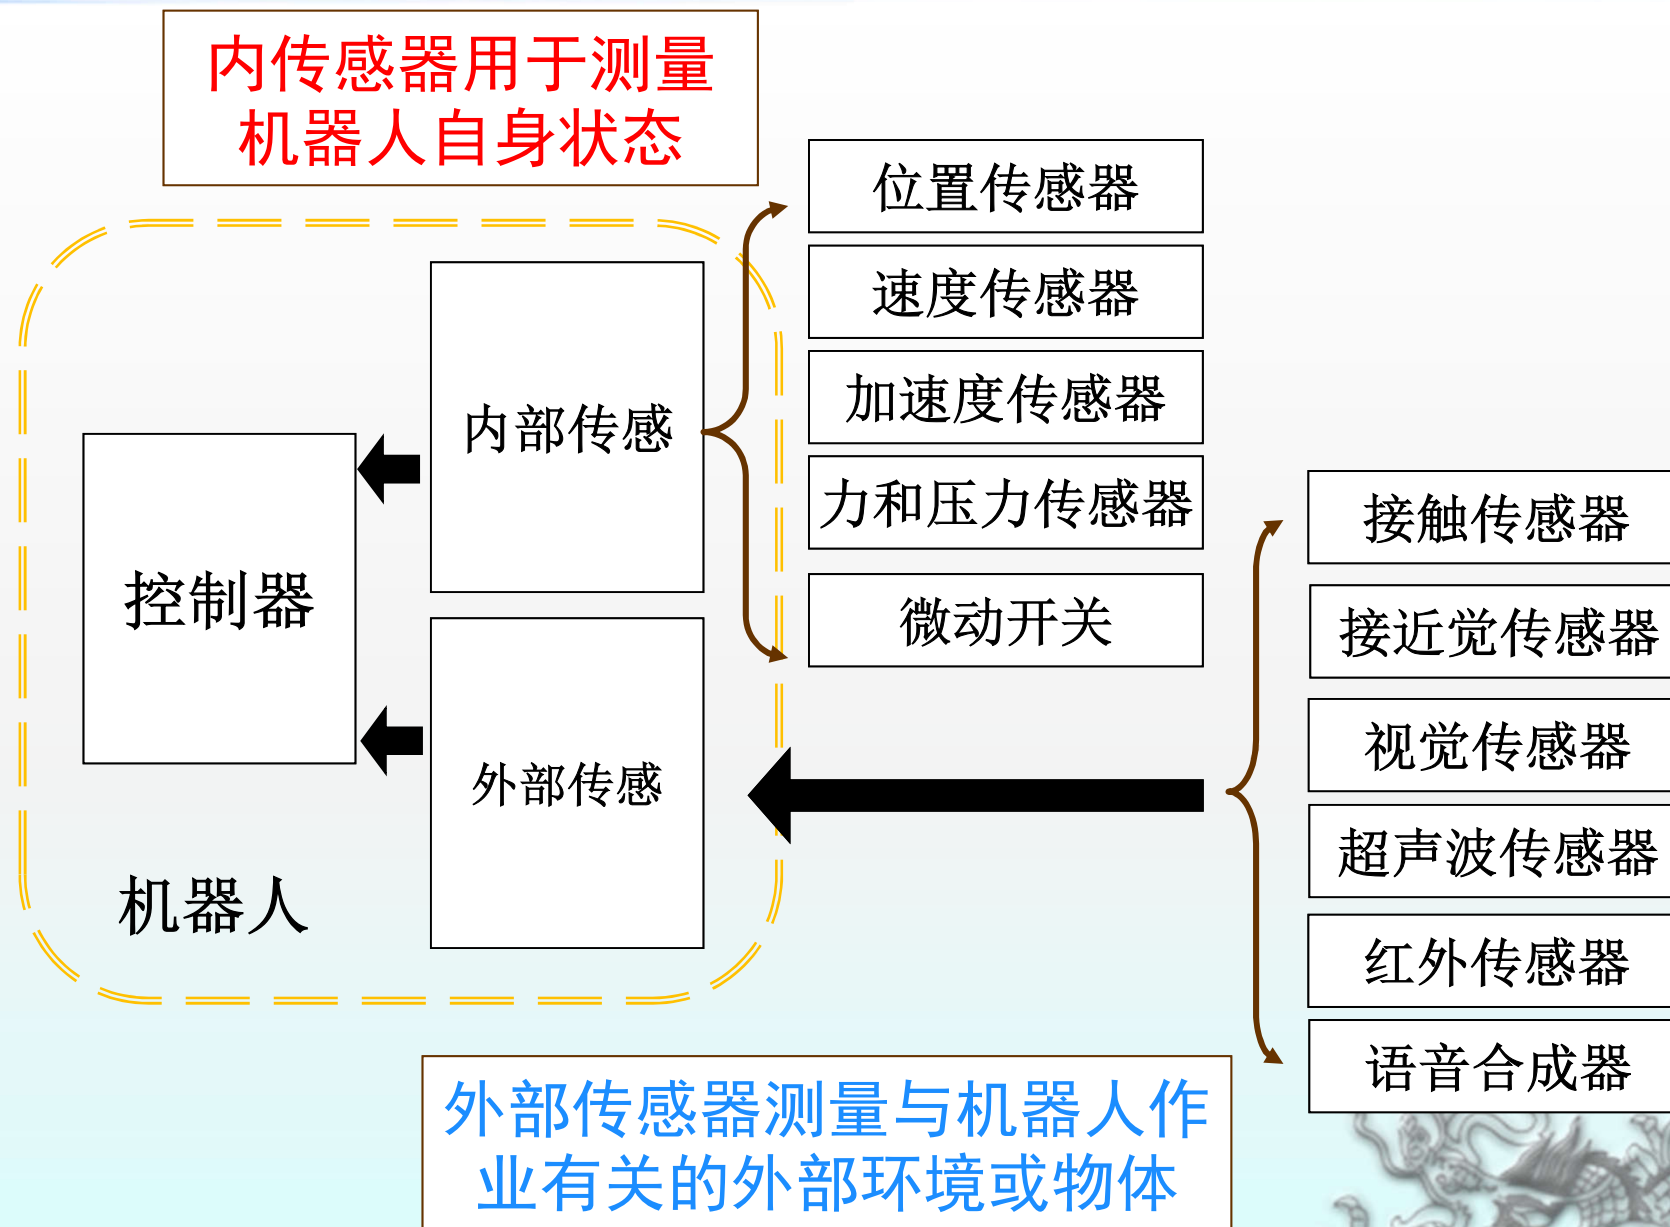 内传感器用于测量
机器人自身状态
位置传感器
速度传感器
加速度传感器
力和压力传感器
微动开关
内部传感
控制器
外部传感
机器人
接触传感器
接近觉传感器
视觉传感器
超声波传感器
红外传感器
语音合成器
外部传感器测量与机器人作
业有关的外部环境或物体